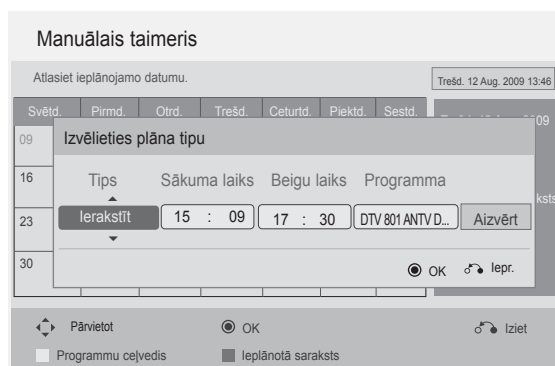 Manuālais taimeris
Atlasiet ieplānojamo datumu.
Trešd. 12 Aug. 2009 13:46
Svētd. Pirmd. Otrd. Trešd. Ceturtd. Piektd. Sestd.
09
09
Izvēlieties plāna tipu
16
Tips Sākuma laiks Beigu laiks Programma
23
Ierakstīt 15 : 09 17 : 30 DTV 801 ANTV D... Aizvērt
30
OK Iepr.
Pārvietot OK Iziet
Programmu ceļvedis Ieplānotā saraksts